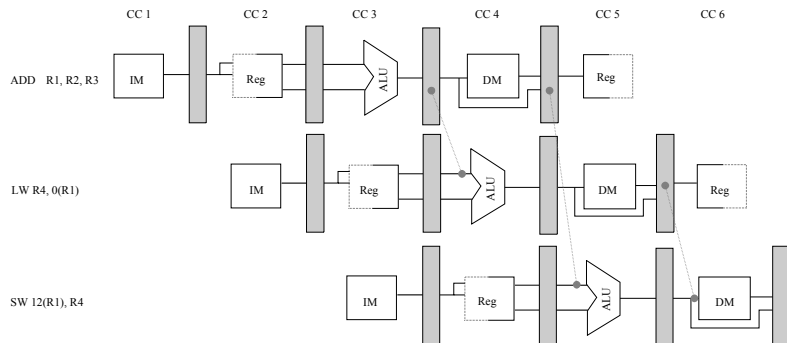 CC 1 CC 2 CC 3 CC 4 CC 5 CC 6
ADD R1, R2, R3 IM Reg ALU DM Reg
LW R4, 0(R1) IM Reg ALU DM Reg
SW 12(R1), R4 IM Reg ALU DM